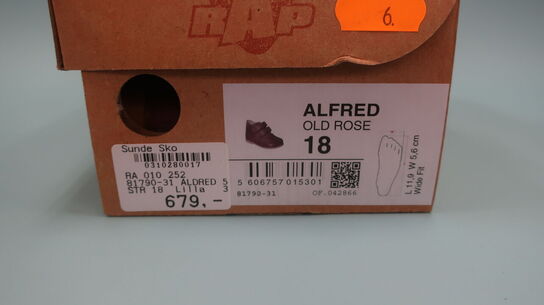 RAP
6.
ALFRED
OLD ROSE
18
L 11,9 W 5,6 cm
Wide Fit
Sunde Sko
0310280017
RA 010 252
81790-31 ALDRED 5
STR 18 Lilla 3
679,-
5 606757 015301
81790-31
OF.042866